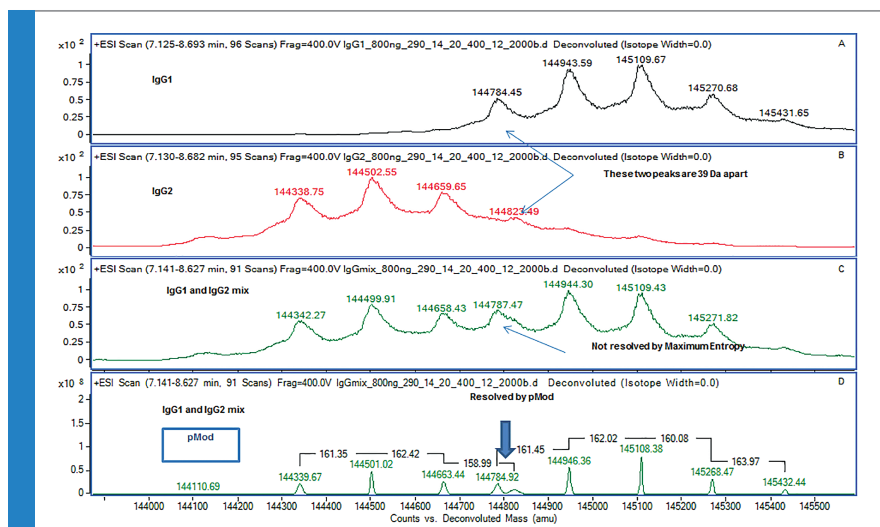 +ESI Scan (7.125-8.693 min, 96 Scans) Frag=400.0V IgG1_800ng_290_14_20_400_12_2000b.d Deconvoluted (Isotope Width=0.0) A
x10 2
1
0.75
0.5
0.25
0
IgG1
144784.45
144943.59
145109.67
145270.68
145431.65
+ESI Scan (7.130-8.682 min, 95 Scans) Frag=400.0V IgG2_800ng_290_14_20_400_12_2000b.d Deconvoluted (Isotope Width=0.0) B
x10 2
1
0.75
0.5
0.25
0
IgG2
144338.75
144502.55
144659.65
144823.49
These two peaks are 39 Da apart
+ESI Scan (7.141-8.627 min, 91 Scans) Frag=400.0V IgGmix_800ng_290_14_20_400_12_2000b.d Deconvoluted (Isotope Width=0.0) C
x10 2
1
0.75
0.5
0.25
0
IgG1 and IgG2 mix
144342.27
144499.91
144658.43
144787.47
144944.30
145109.43
145271.82
Not resolved by Maximum Entropy
+ESI Scan (7.141-8.627 min, 91 Scans) Frag=400.0V IgGmix_800ng_290_14_20_400_12_2000b.d Deconvoluted (Isotope Width=0.0) D
x10 8
2
1.5
1
0.5
0
Resolved by pMod
IgG1 and IgG2 mix
pMod
161.35
162.42
158.99
161.45
162.02
160.08
163.97
144110.69
144339.67
144501.02
144663.44
144784.92
144946.36
145108.38
145268.47
145432.44
144000 144100 144200 144300 144400 144500 144600 144700 144800 144900 145000 145100 145200 145300 145400 145500
Counts vs. Deconvoluted Mass (amu)